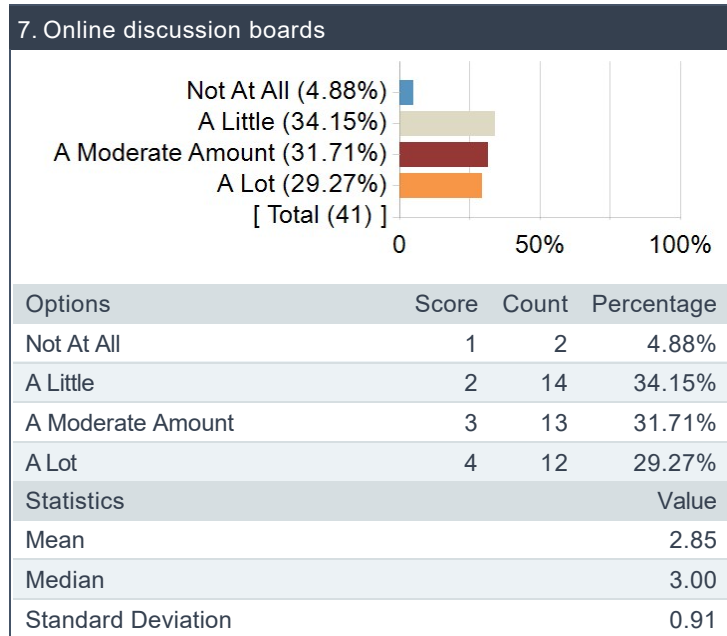 7. Online discussion boards
Not At All (4.88%)
A Little (34.15%)
A Moderate Amount (31.71%)
A Lot (29.27%)
[ Total (41) ]
0 50% 100%
Options Score Count Percentage
Not At All 1 2 4.88%
A Little 2 14 34.15%
A Moderate Amount 3 13 31.71%
A Lot 4 12 29.27%
Statistics Value
Mean 2.85
Median 3.00
Standard Deviation 0.91